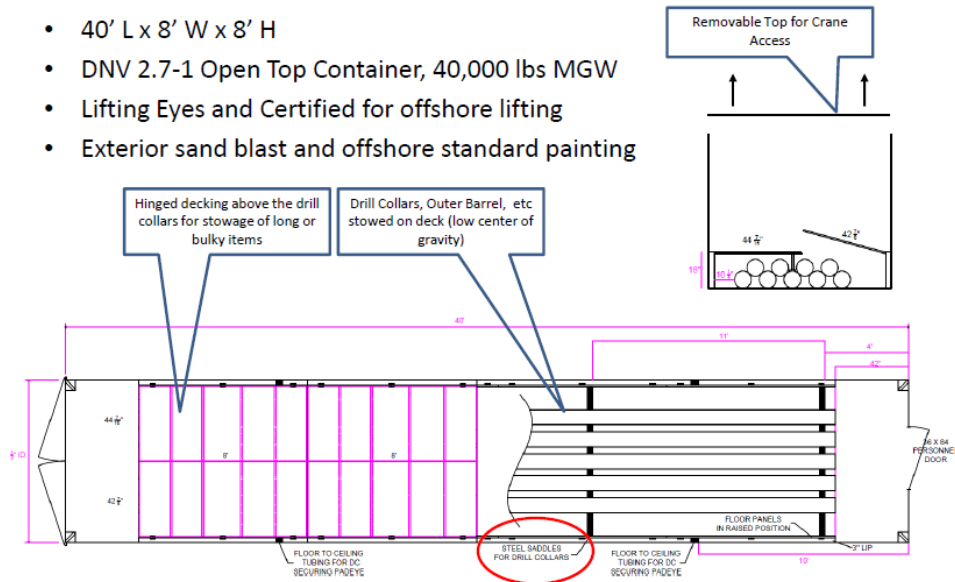 • 40’ L x 8’ W x 8’ H
• DNV 2.7-1 Open Top Container, 40,000 lbs MGW
• Lifting Eyes and Certified for offshore lifting
• Exterior sand blast and offshore standard painting
Removable Top for Crane
Access
Hinged decking above the drill
collars for stowage of long or
bulky items
Drill Collars, Outer Barrel, etc
stowed on deck (low center of
gravity)
18"
40'
11'
4'
42"
8'
8'
PERSONNEL
DOOR
FLOOR PANELS
IN RAISED POSITION
3" LIP
10'
FLOOR TO CEILING
TUBING FOR DC
SECURING PADEYE
STEEL SADDLES
FOR DRILL COLLARS
FLOOR TO CEILING
TUBING FOR DC
SECURING PADEYE